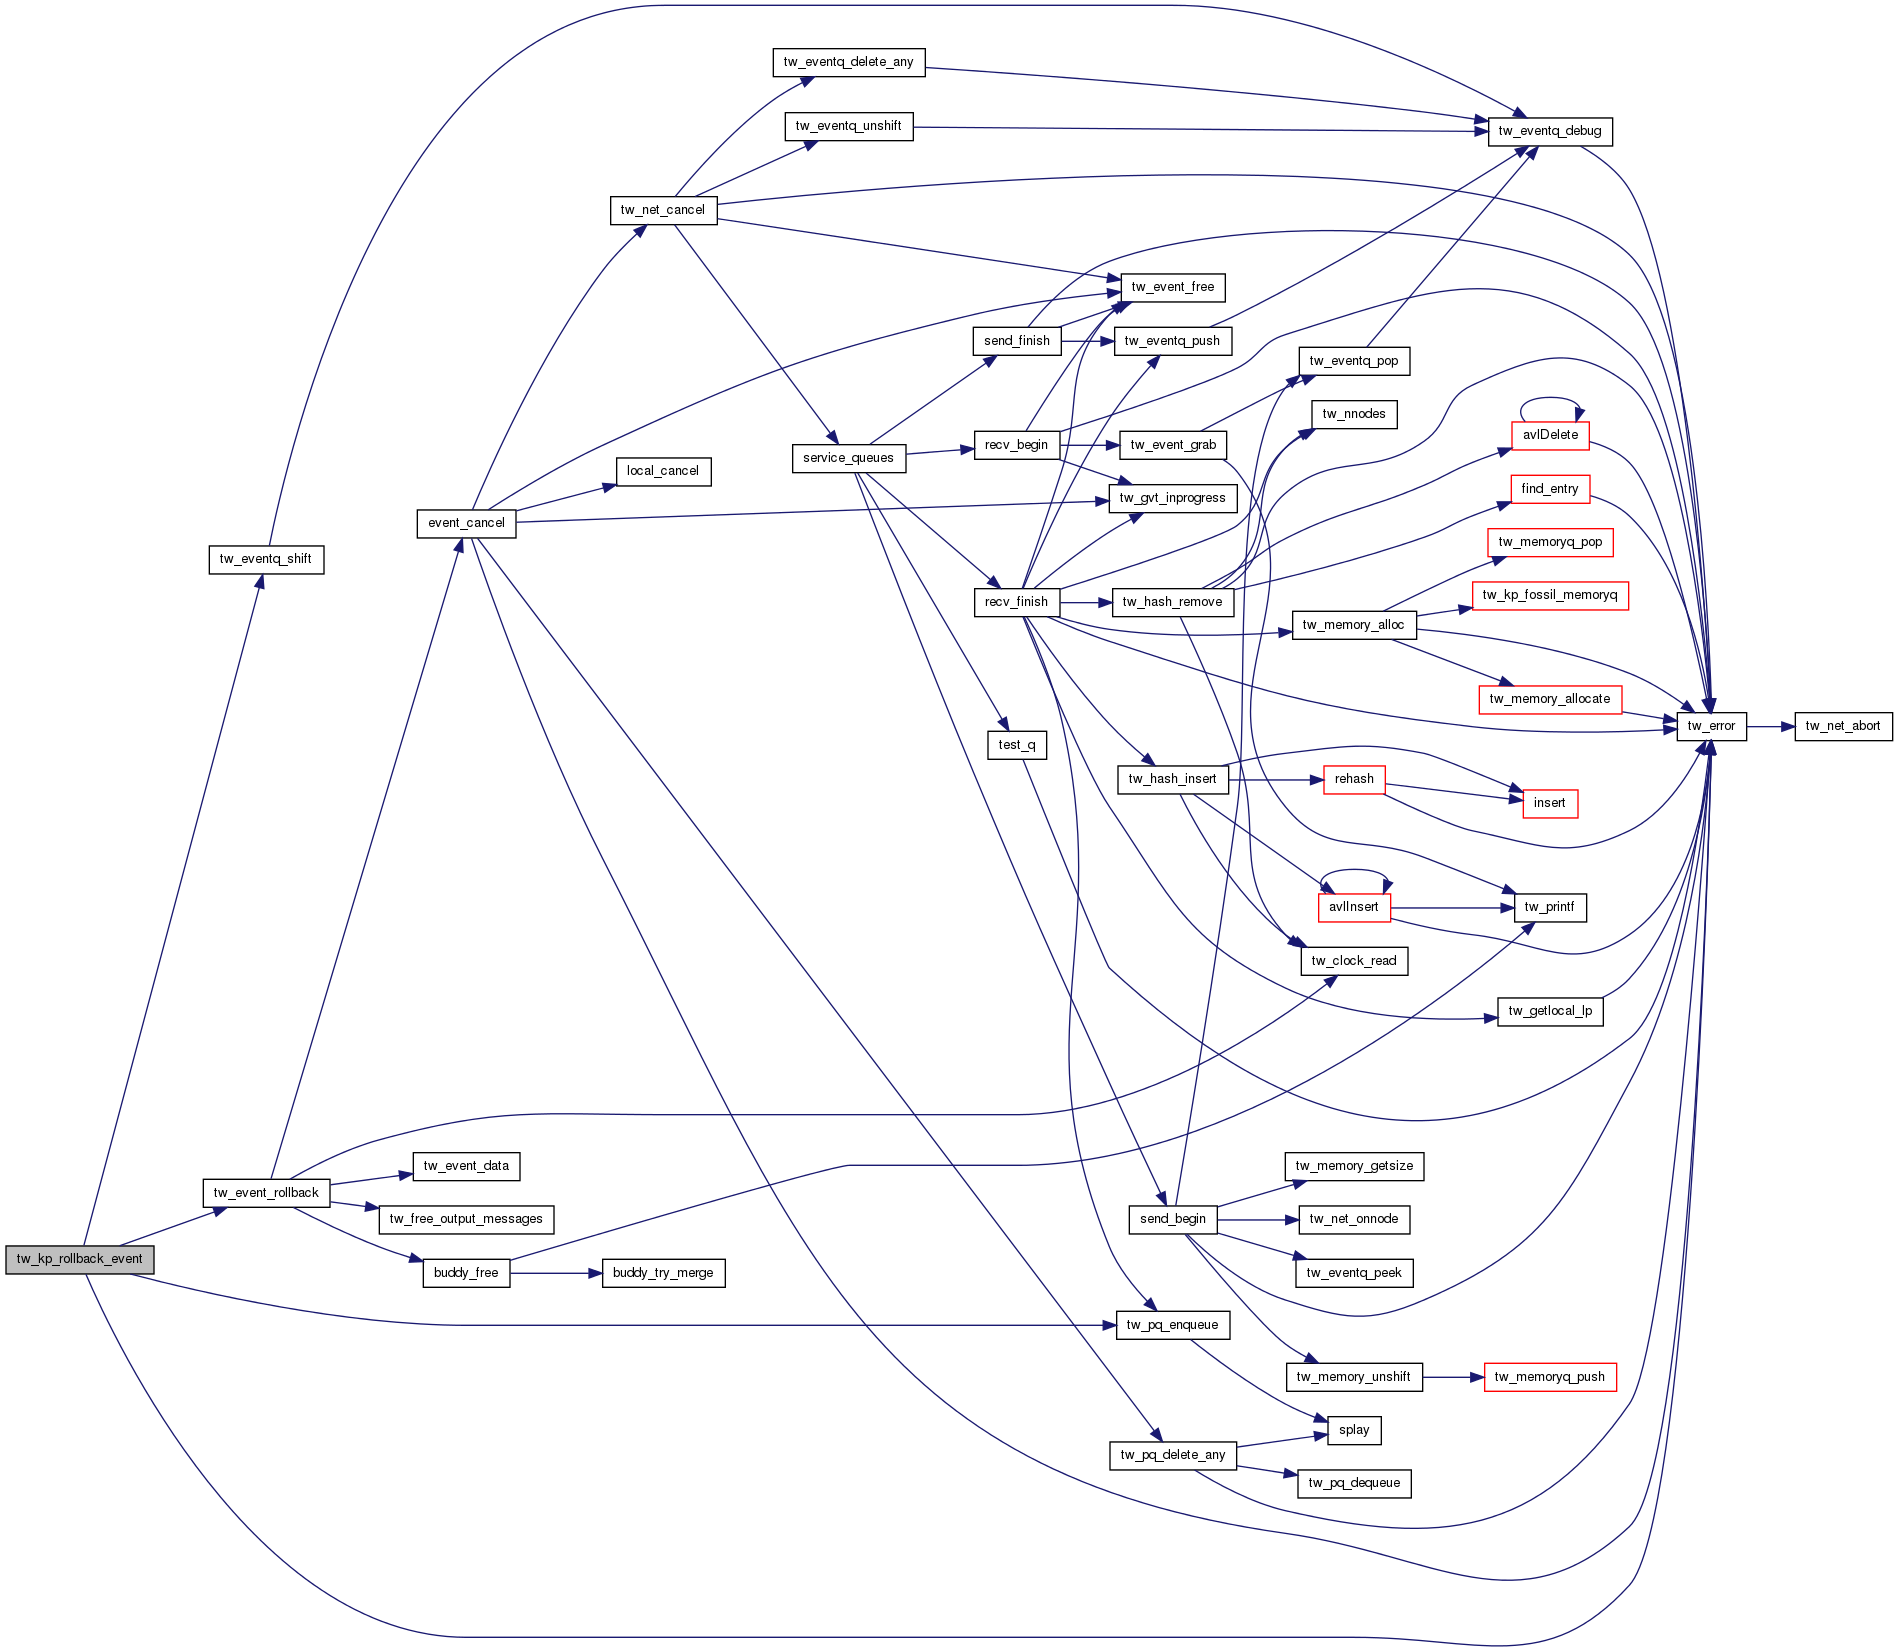 tw_eventq_delete_any
tw_eventq_unshift
tw_eventq_debug
tw_net_cancel
tw_event_free
send_finish
tw_eventq_push
tw_eventq_pop
tw_nnodes
avlDelete
recv_begin
tw_event_grab
service_queues
local_cancel
find_entry
tw_gvt_inprogress
event_cancel
tw_memoryq_pop
tw_eventq_shift
tw_kp_fossil_memoryq
recv_finish
tw_hash_remove
tw_memory_alloc
tw_memory_allocate
tw_error
tw_net_abort
test_q
tw_hash_insert
rehash
insert
avlInsert
tw_printf
tw_clock_read
tw_getlocal_lp
tw_event_data
tw_memory_getsize
tw_event_rollback
tw_free_output_messages
send_begin
tw_net_onnode
tw_kp_rollback_event
buddy_free
buddy_try_merge
tw_eventq_peek
tw_pq_enqueue
tw_memory_unshift
tw_memoryq_push
splay
tw_pq_delete_any
tw_pq_dequeue